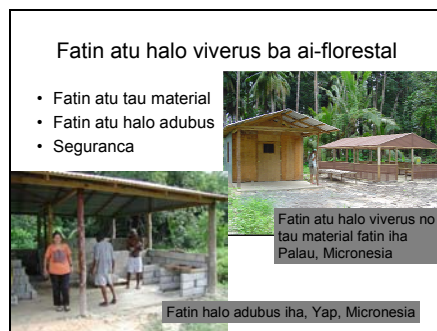 Fatin atu halo viverus ba ai-florestal
• Fatin atu tau material
• Fatin atu halo adubus
• Seguranca
Fatin atu halo viverus no
tau material fatin iha
Palau, Micronesia
Fatin halo adubus iha, Yap, Micronesia